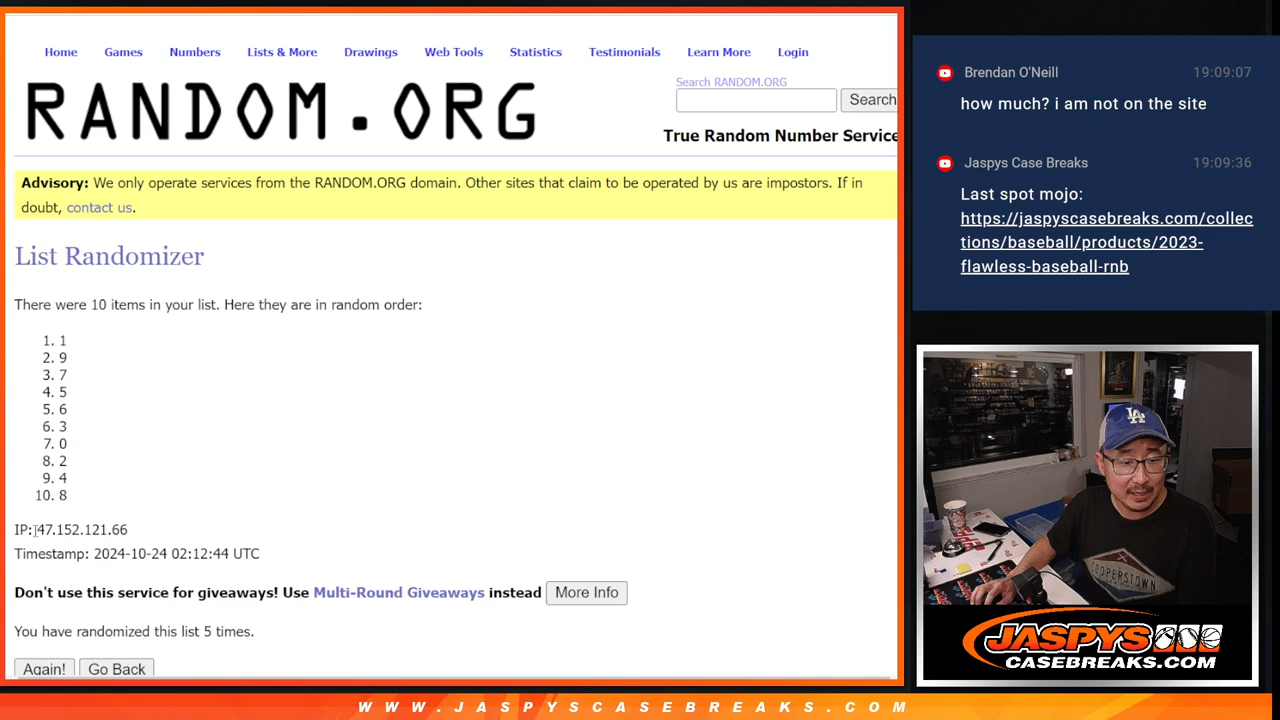 Home Games Numbers Lists & More Drawings Web Tools Statistics Testimonials Learn More Login
RANDOM.ORG
Search RANDOM.ORG
Search
True Random Number Service
Advisory: We only operate services from the RANDOM.ORG domain. Other sites that claim to be operated by us are impostors. If in
doubt, contact us.
List Randomizer
There were 10 items in your list. Here they are in random order:
1. 1
2. 9
3. 7
4. 5
5. 6
6. 3
7. 0
8. 2
9. 4
10. 8
IP: 47.152.121.66
Timestamp: 2024-10-24 02:12:44 UTC
Don't use this service for giveaways! Use Multi-Round Giveaways instead More Info
You have randomized this list 5 times.
Again! Go Back
Brendan O'Neill 19:09:07
how much? i am not on the site
Jaspys Case Breaks 19:09:36
Last spot mojo:
https://jaspyscasebreaks.com/collec
tions/baseball/products/2023-
flawless-baseball-rnb
LA
COOPERSTOWN
JASPYS
CASEBREAKS.COM
WWW.JASPYSCASEBREAKS.COM